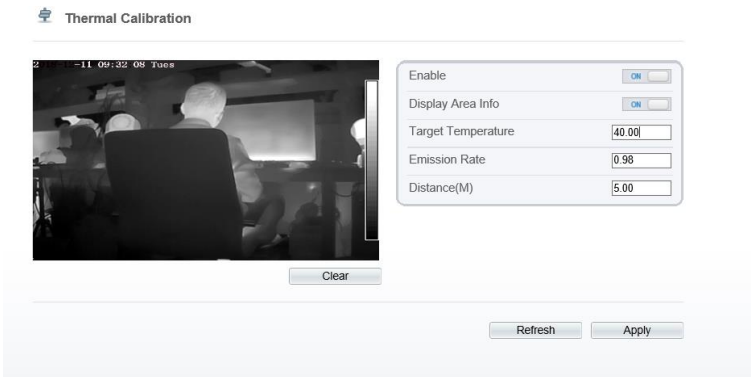 Thermal Calibration
-11 09:32 08 Tues
Enable ON
Display Area Info ON
Target Temperature 40.00
Emission Rate 0.98
Distance(M) 5.00
Clear
Refresh Apply